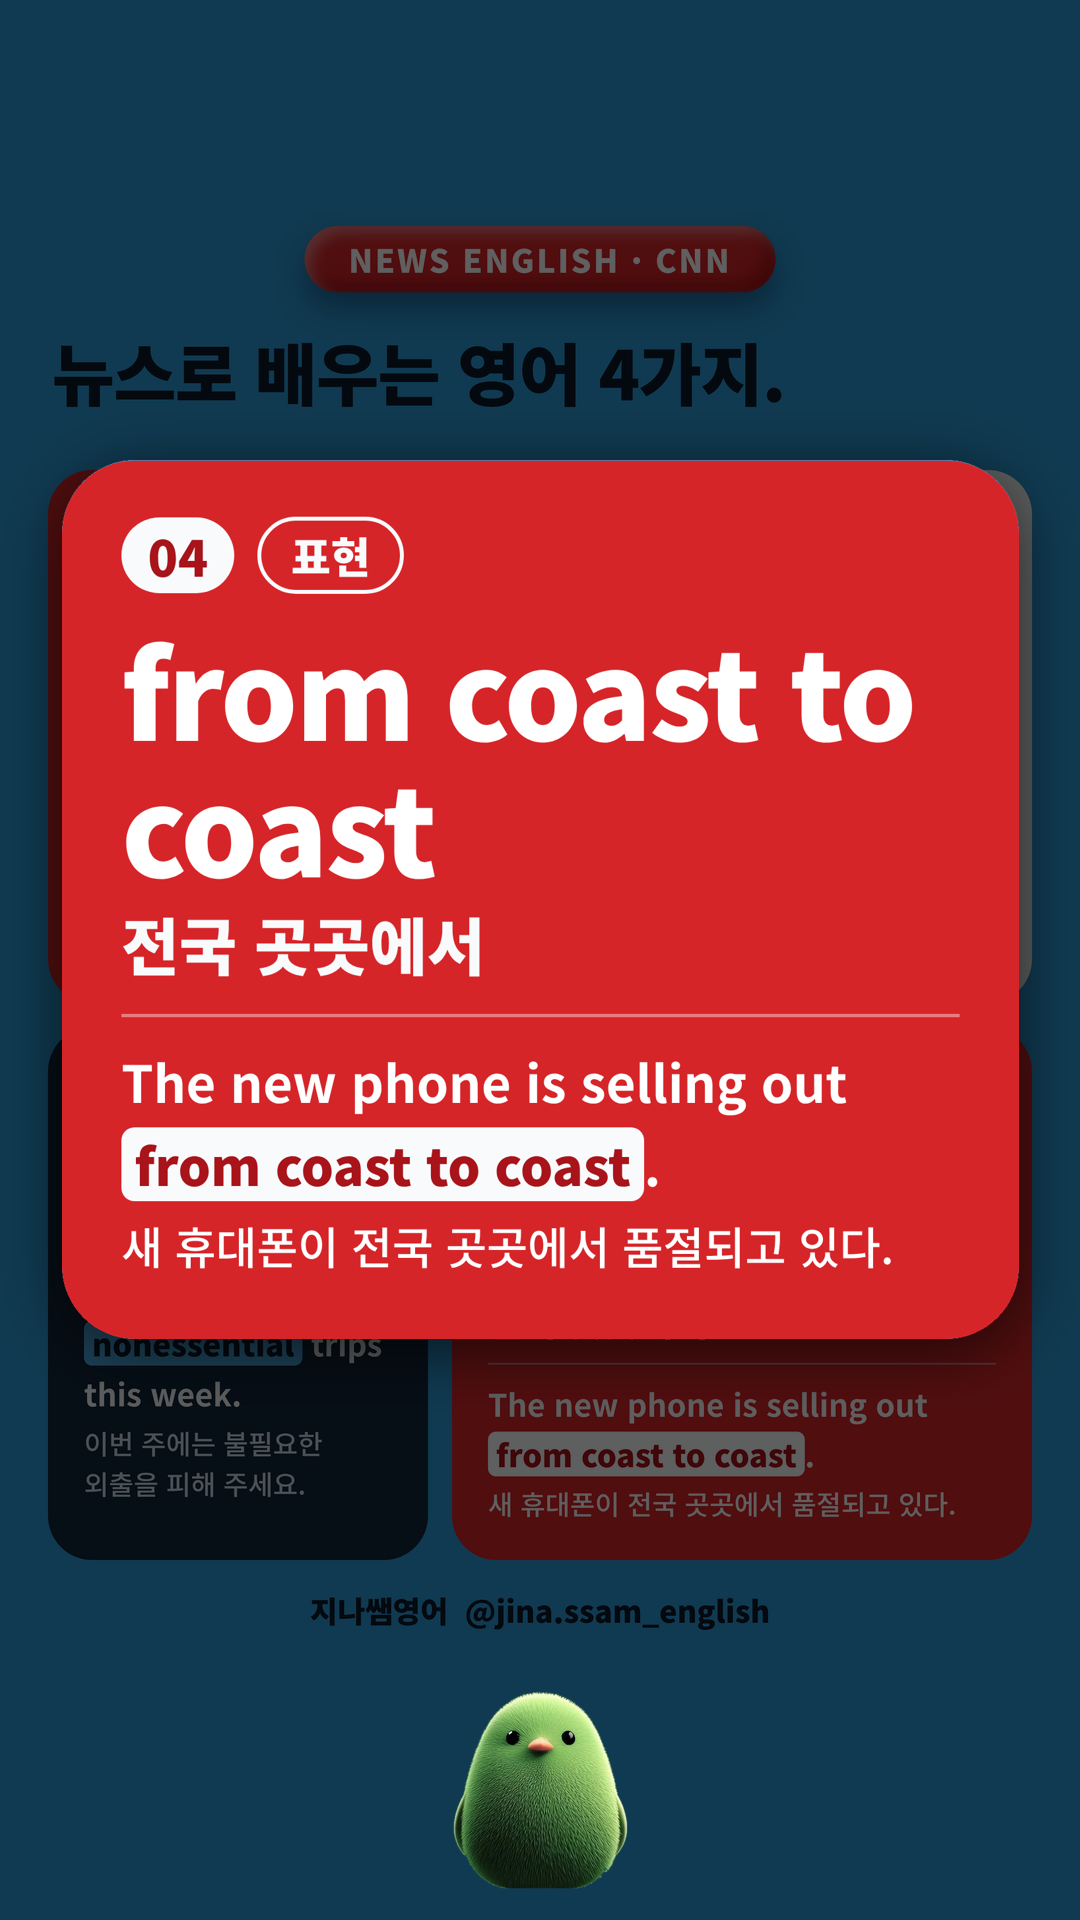 NEWS ENGLISH · CNN
뉴스로 배우는 영어 4가지.
04 표현
from coast to
coast
전국 곳곳에서
The new phone is selling out
from coast to coast.
새 휴대폰이 전국 곳곳에서 품절되고 있다.
nonessential trips
this week.
이번 주에는 불필요한
외출을 피해 주세요.
The new phone is selling out
from coast to coast.
새 휴대폰이 전국 곳곳에서 품절되고 있다.
지나쌤영어 @jina.ssam_english